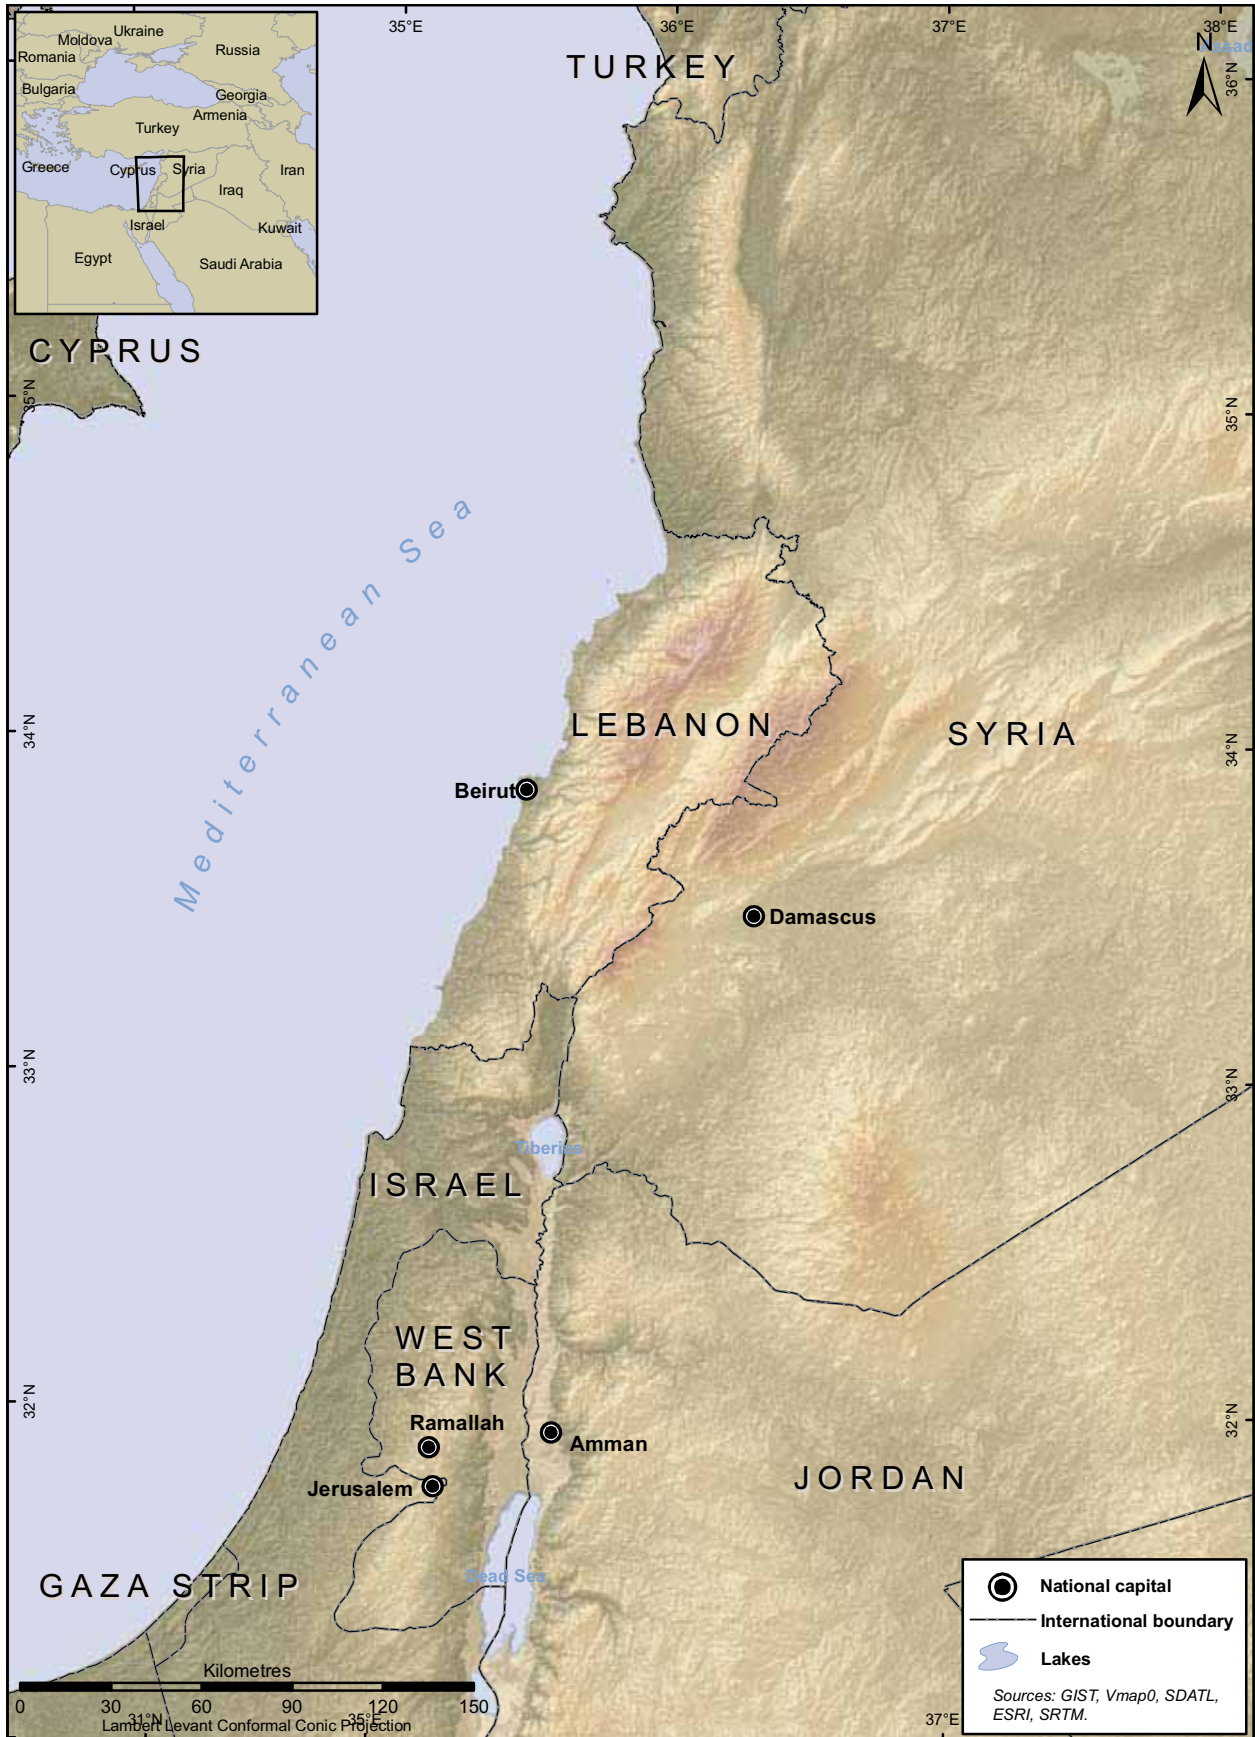 35°E
36°E
37°E
38°E
Ukraine
Moldova
Russia
Romania
Bulgaria
Georgia
Armenia
Turkey
Greece
Cyprus
Syria
Iran
Iraq
Israel
Kuwait
Egypt
Saudi Arabia
TURKEY
N
36°N
CYPRUS
35°N
35°N
Mediterranean Sea
LEBANON
SYRIA
34°N
34°N
Beirut
Damascus
33°N
33°N
Tiberias
ISRAEL
WEST
BANK
32°N
32°N
Ramallah
Amman
Jerusalem
JORDAN
Dead Sea
GAZA STRIP
Kilometres
0 30 60 90 120 150
31°N
35°E
37°E
Lambert Levant Conformal Conic Projection
National capital
International boundary
Lakes
Sources: GIST, Vmap0, SDATL,
ESRI, SRTM.